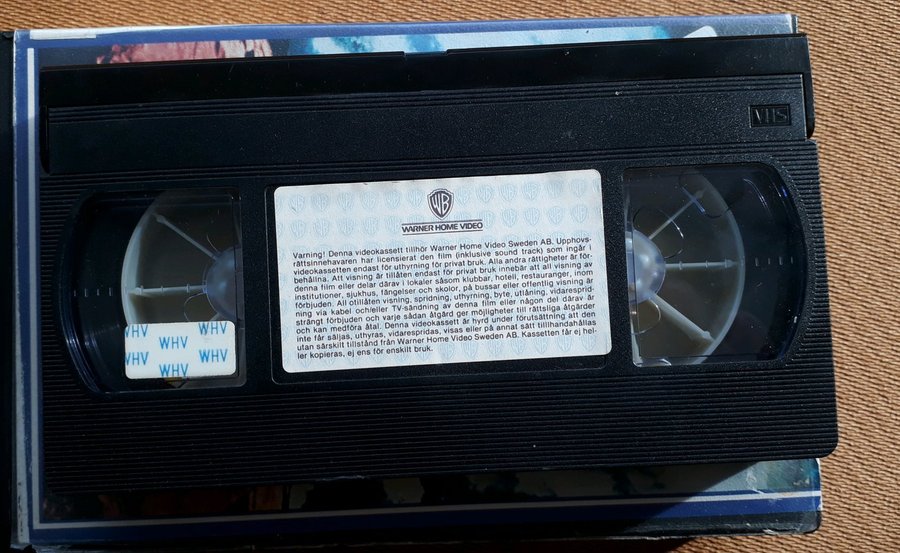 VHS
WB
WARNER HOME VIDEO
Varning! Denna videokassett tillhör Warner Home Video Sweden AB. Upphovs-
rättsinnehavaren har licensierat den film (inklusive sound track) som ingår i
videokassetten endast för uthyrning för privat bruk. Alla andra rättigheter är för-
behållna. Att visning är tillåten endast för privat bruk innebär att all visning av
denna film eller delar därav i lokaler såsom klubbar, hotell, restauranger, inom
institutioner, sjukhus, fängelser och skolor, på bussar eller offentlig visning är
förbjuden. All otillåten visning, spridning, uthyrning, byte, utlåning, vidaresprid-
ning via kabel och/eller TV-sändning av denna film eller någon del därav är
strängt förbjuden och varje sådan åtgärd ger möjligheter till rättsliga åtgärder
och kan medföra åtal. Denna videokassett är hyrd under förutsättning att den
inte får säljas, uthyras, vidarespridas, visas eller på annat sätt tillhandahållas
utan särskilt tillstånd från Warner Home Video Sweden AB. Kassetten får ej hel-
ler kopieras, ej ens för enskilt bruk.
WHV WHV
WHV
WHV WHV
WHV